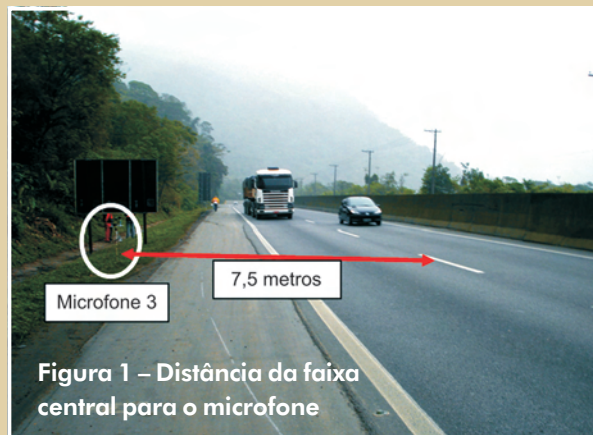 7,5 metros
Microfone 3
Figura 1 – Distância da faixa
central para o microfone